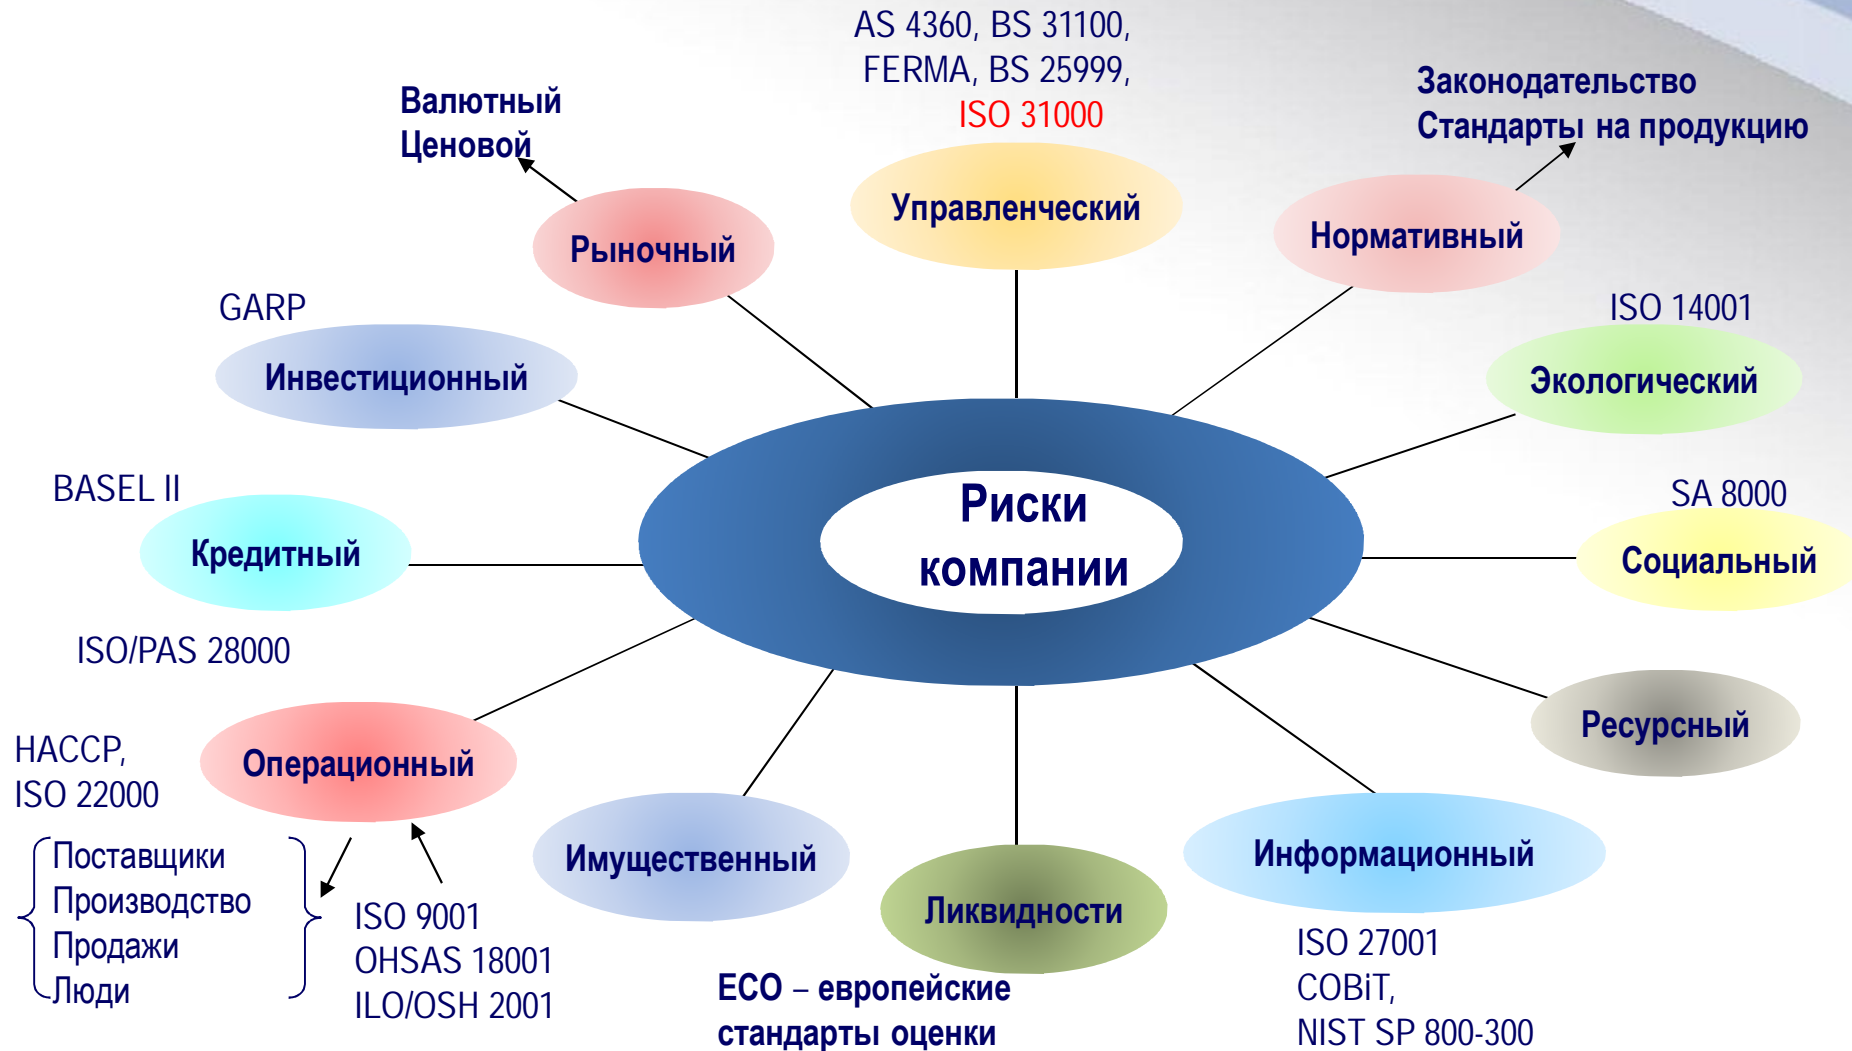 AS 4360, BS 31100,
FERMA, BS 25999,
ISO 31000
Валютный
Ценовой
Законодательство
Стандарты на продукцию
Управленческий
Рыночный
Нормативный
GARP
ISO 14001
Инвестиционный
Экологический
BASEL II
SA 8000
Риски
компании
Кредитный
Социальный
ISO/PAS 28000
Ресурсный
HACCP,
ISO 22000
Операционный
Имущественный
Информационный
Ликвидности
Поставщики
Производство
Продажи
Люди
ISO 9001
OHSAS 18001
ILO/OSH 2001
ЕСО – европейские
стандарты оценки
ISO 27001
COBiT,
NIST SP 800-300